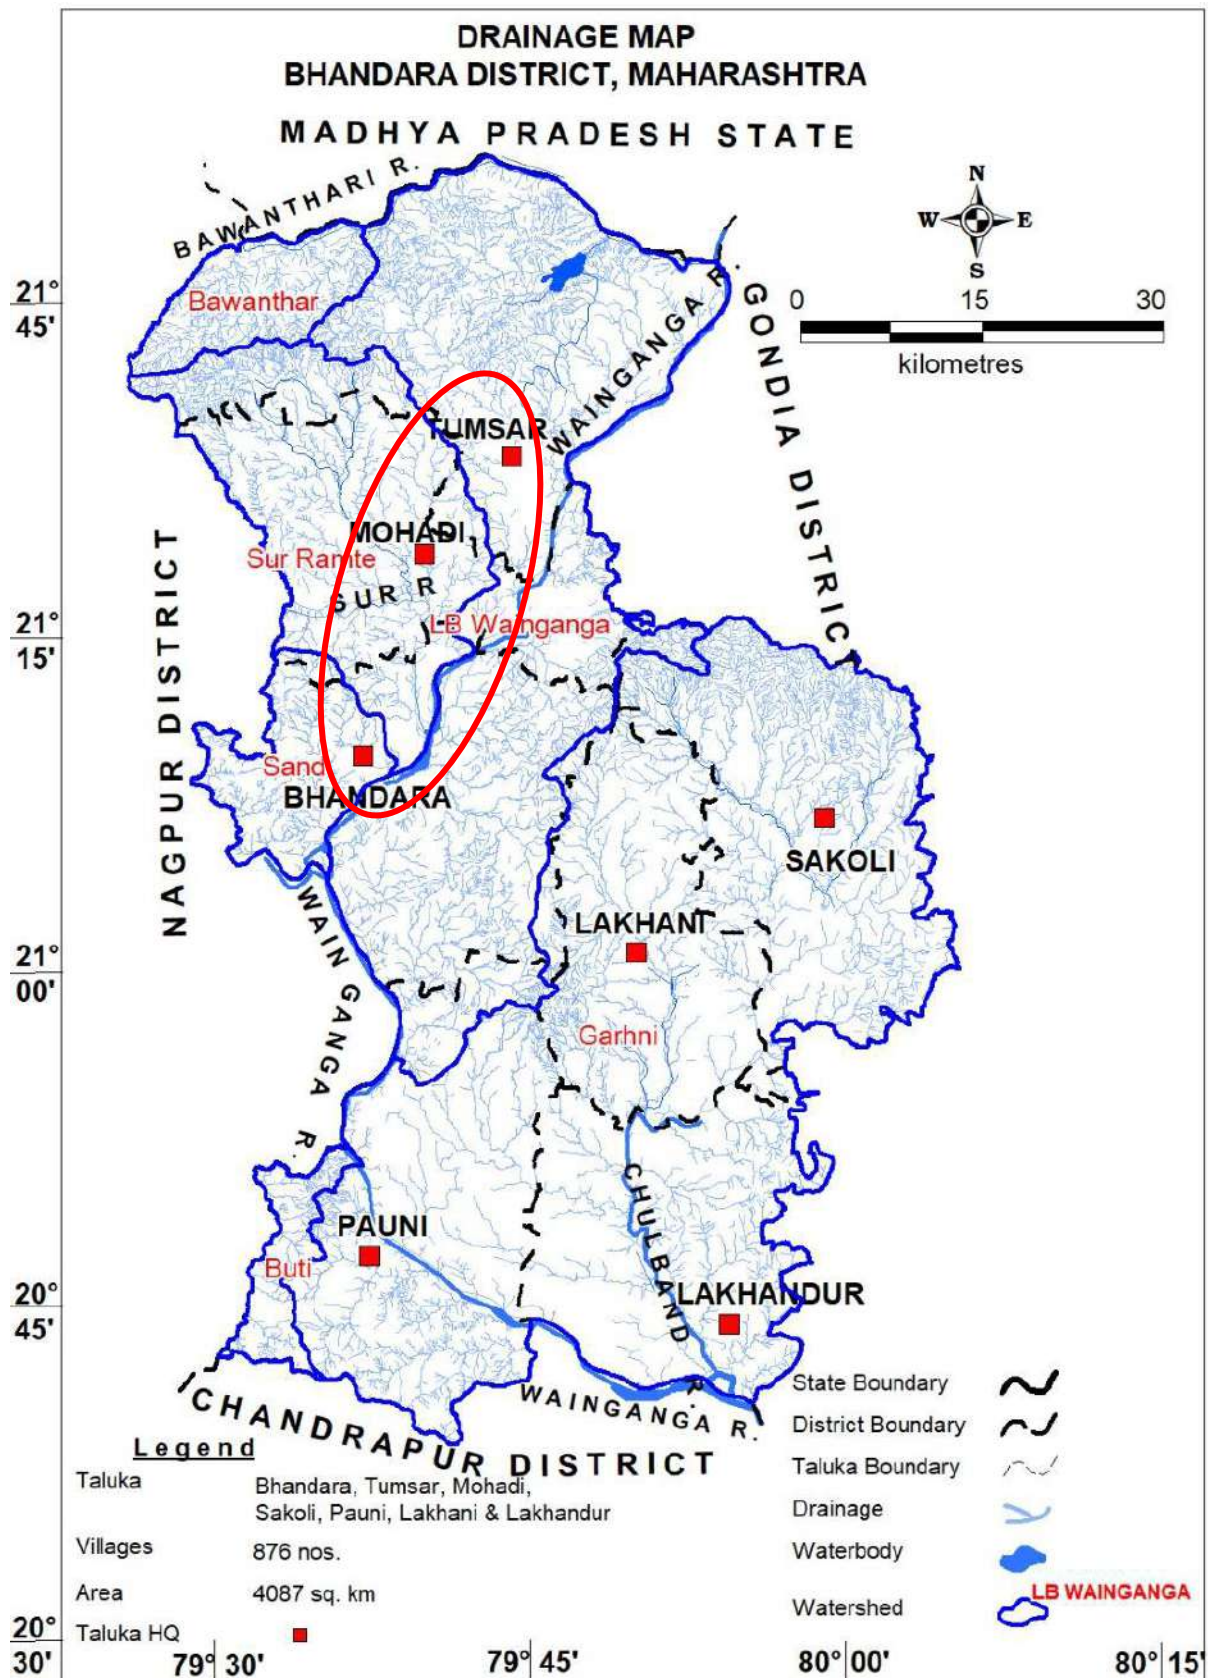 DRAINAGE MAP
BHANDARA DISTRICT, MAHARASHTRA
MADHYA PRADESH STATE
BAWANTHARI R.
N
W E
S
21°
45'
Bawanthar
WAINGANGA R.
GONDIA DISTRICT
0 15 30
kilometres
TUMSAR
MOHADI
Sur Ramte
SUR R
NAGPUR DISTRICT
LB Wainganga
21°
15'
Sand
BHANDARA
SAKOLI
WAIN GANGA R.
LAKHANI
21°
00'
Garhni
CHULBAND R.
PAUNI
Buti
LAKHANDUR
20°
45'
WAINGANGA R.
CHANDRAPUR DISTRICT
Legend
Taluka Bhandara, Tumsar, Mohadi,
Sakoli, Pauni, Lakhani & Lakhandur
Villages 876 nos.
Area 4087 sq. km
Taluka HQ
State Boundary
District Boundary
Taluka Boundary
Drainage
Waterbody
Watershed LB WAINGANGA
20°
30'
79° 30' 79° 45' 80° 00' 80° 15'